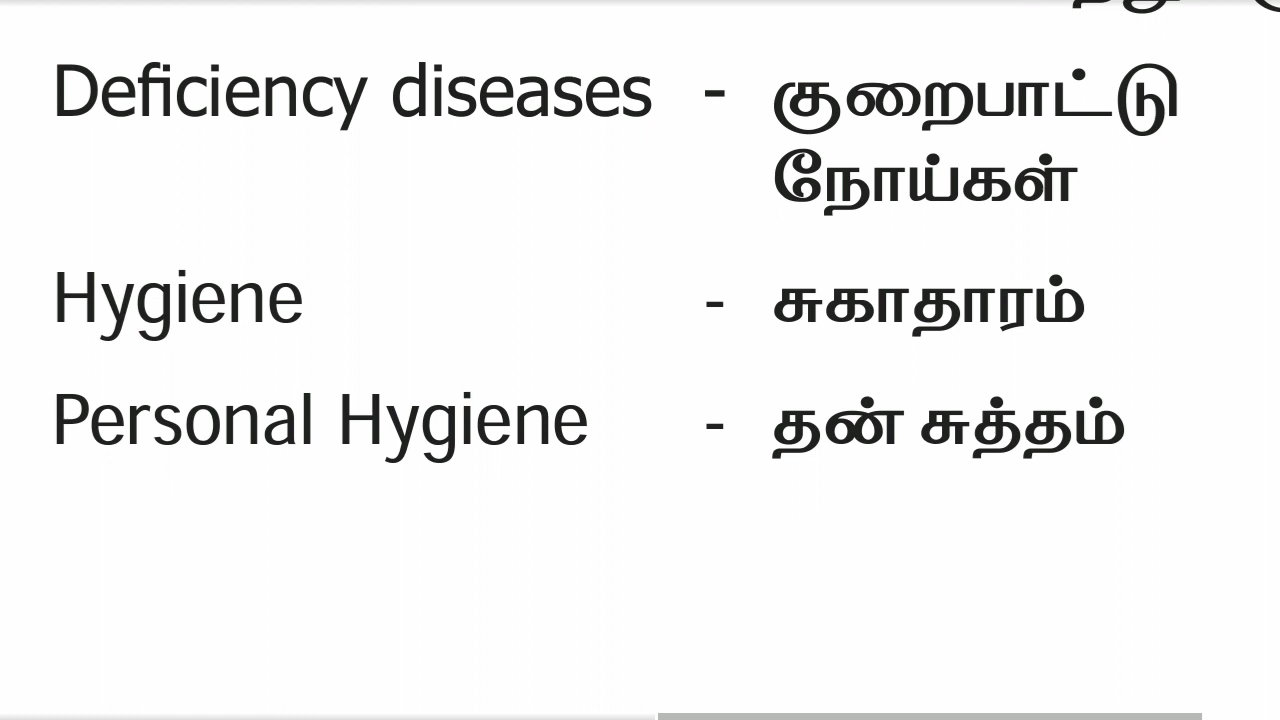 Deficiency diseases - குறைபாட்டு
நோய்கள்
Hygiene - சுகாதாரம்
Personal Hygiene - தன் சுத்தம்